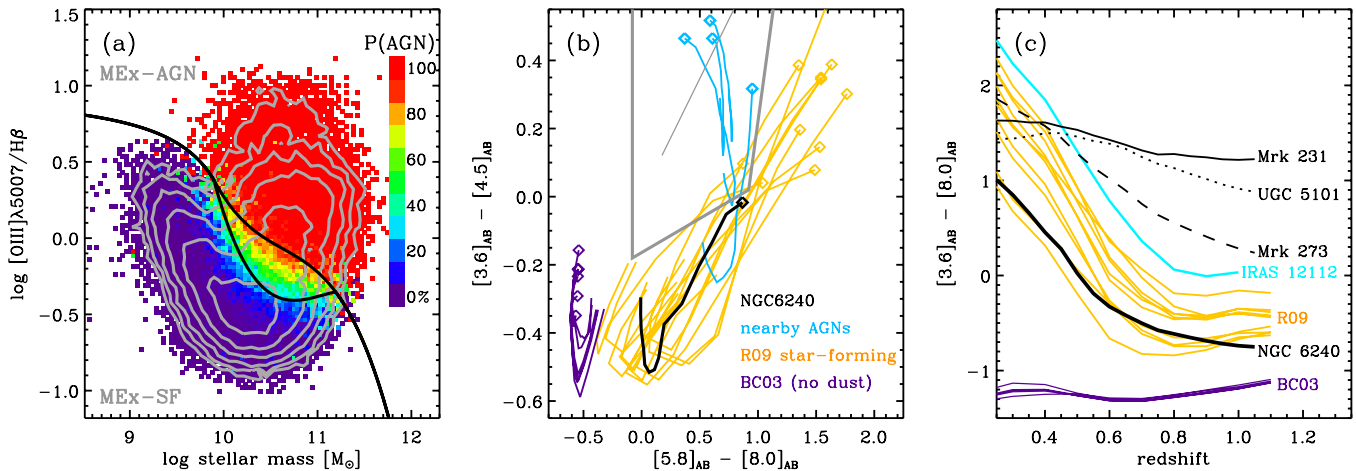 (a)
P(AGN)
MEx-AGN
100
80
60
40
20
0%
MEx-SF
1.5
1.0
0.5
0.0
-0.5
-1.0
log [OIII]λ5007/Hβ
9 10 11 12
log stellar mass [M⊙]
(b)
0.4
0.2
0.0
-0.2
-0.4
-0.6
[3.6]AB - [4.5]AB
NGC6240
nearby AGNs
R09 star-forming
BC03 (no dust)
-0.5 0.0 0.5 1.0 1.5 2.0
[5.8]AB - [8.0]AB
(c)
2
1
0
-1
[3.6]AB - [8.0]AB
Mrk 231
UGC 5101
Mrk 273
IRAS 12112
R09
NGC 6240
BC03
0.4 0.6 0.8 1.0 1.2
redshift